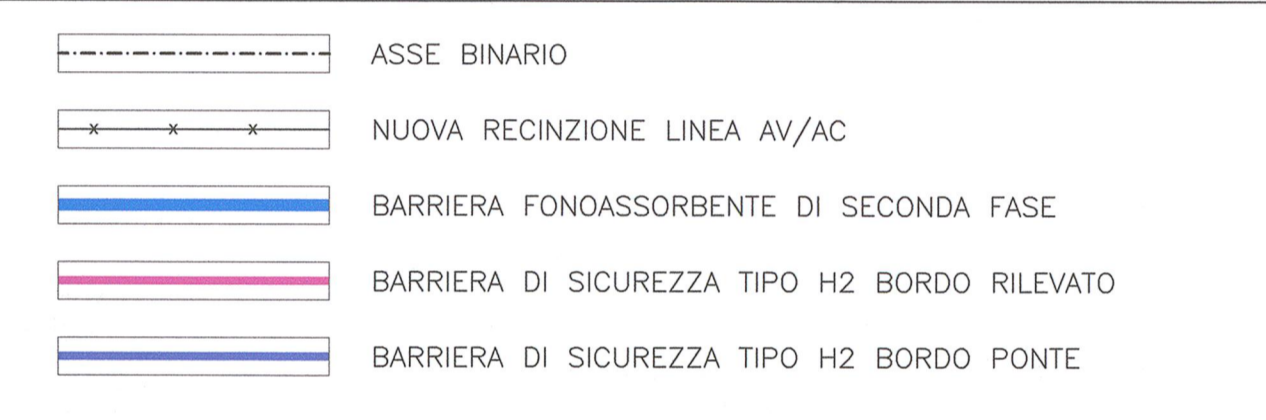 ASSE BINARIO
NUOVA RECINZIONE LINEA AV/AC
BARRIERA FONOASSORBENTE DI SECONDA FASE
BARRIERA DI SICUREZZA TIPO H2 BORDO RILEVATO
BARRIERA DI SICUREZZA TIPO H2 BORDO PONTE